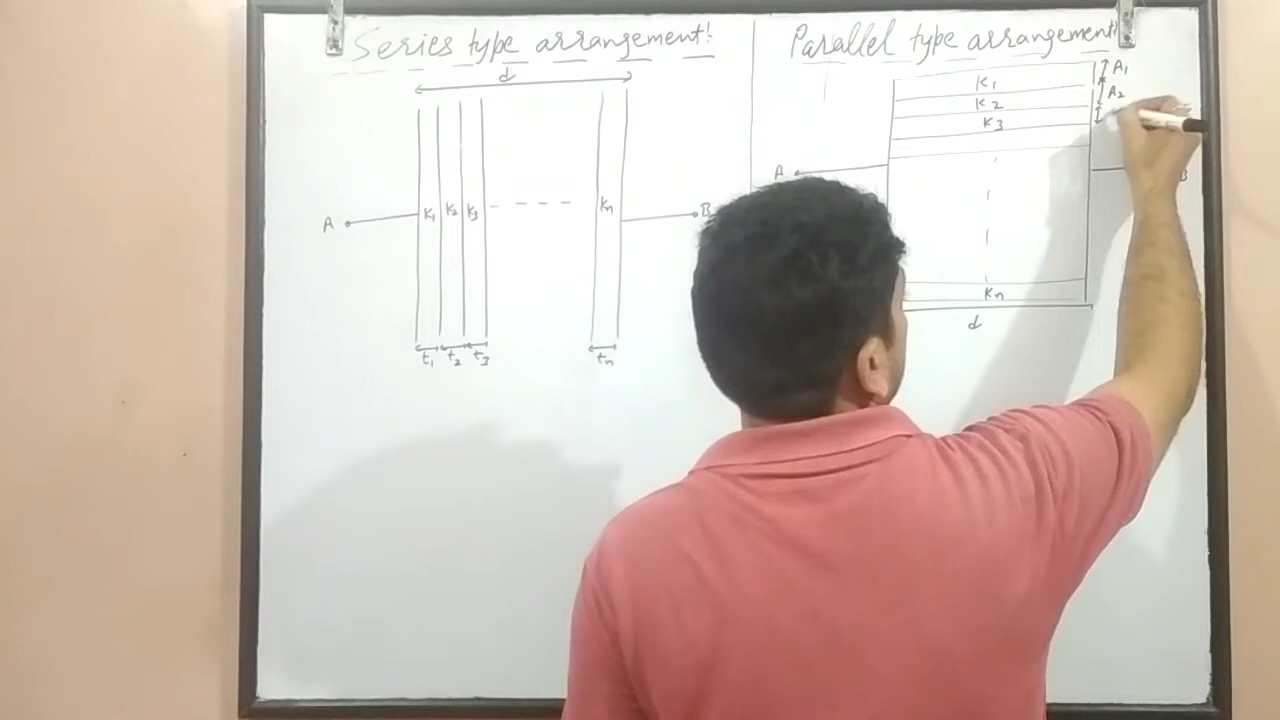 Series type arrangement!
d
A
K1 K2 K3 Kn
B
t1 t2 t3 tn
Parallel type arrangement!
K1
A1
K2
A2
K3
A
B
Kn
d